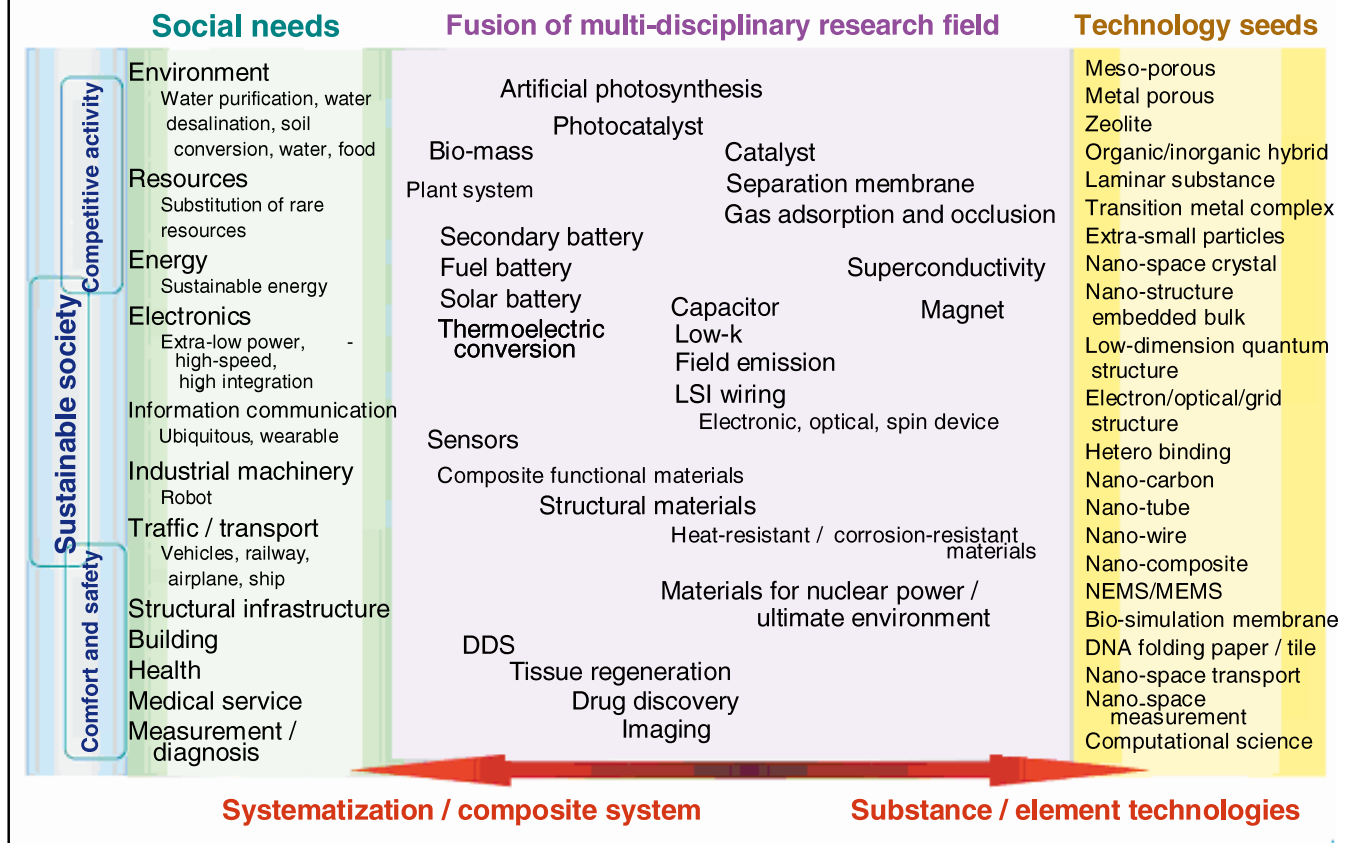 Social needs
Fusion of multi-disciplinary research field
Technology seeds
Sustainable society
Competitive activity
Comfort and safety
Environment
Water purification, water
desalination, soil
conversion, water, food
Resources
Substitution of rare
resources
Energy
Sustainable energy
Electronics
Extra-low power, -
high-speed,
high integration
Information communication
Ubiquitous, wearable
Industrial machinery
Robot
Traffic / transport
Vehicles, railway,
airplane, ship
Structural infrastructure
Building
Health
Medical service
Measurement /
diagnosis
Artificial photosynthesis
Photocatalyst
Bio-mass
Catalyst
Plant system
Separation membrane
Gas adsorption and occlusion
Secondary battery
Fuel battery
Superconductivity
Solar battery
Capacitor
Magnet
Thermoelectric
conversion
Low-k
Field emission
LSI wiring
Electronic, optical, spin device
Sensors
Composite functional materials
Structural materials
Heat-resistant / corrosion-resistant
materials
Materials for nuclear power /
ultimate environment
DDS
Tissue regeneration
Drug discovery
Imaging
Meso-porous
Metal porous
Zeolite
Organic/inorganic hybrid
Laminar substance
Transition metal complex
Extra-small particles
Nano-space crystal
Nano-structure
embedded bulk
Low-dimension quantum
structure
Electron/optical/grid
structure
Hetero binding
Nano-carbon
Nano-tube
Nano-wire
Nano-composite
NEMS/MEMS
Bio-simulation membrane
DNA folding paper / tile
Nano-space transport
Nano-space
measurement
Computational science
Systematization / composite system
Substance / element technologies